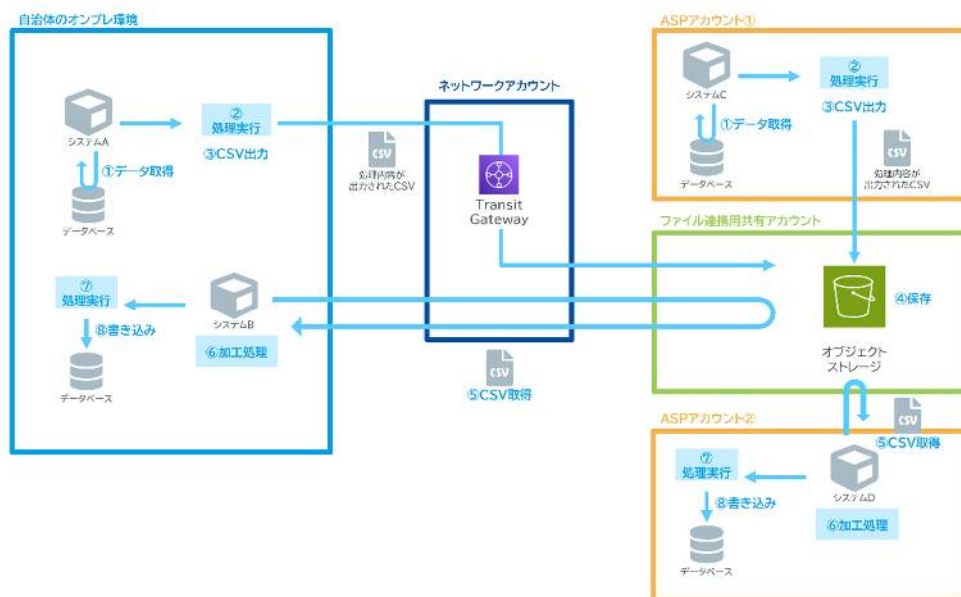 自治体のオンプレ環境
システムA
②
処理実行
③CSV出力
①データ取得
データベース
CSV
処理内容が
出力されたCSV
⑦
処理実行
⑧書き込み
データベース
システムB
⑥加工処理
ネットワークアカウント
Transit
Gateway
CSV
⑤CSV取得
ASPアカウント①
システムC
②
処理実行
③CSV出力
①データ取得
データベース
CSV
処理内容が
出力されたCSV
ファイル連携用共有アカウント
④保存
オブジェクト
ストレージ
CSV
⑤CSV取得
ASPアカウント②
⑦
処理実行
⑧書き込み
データベース
システムD
⑥加工処理